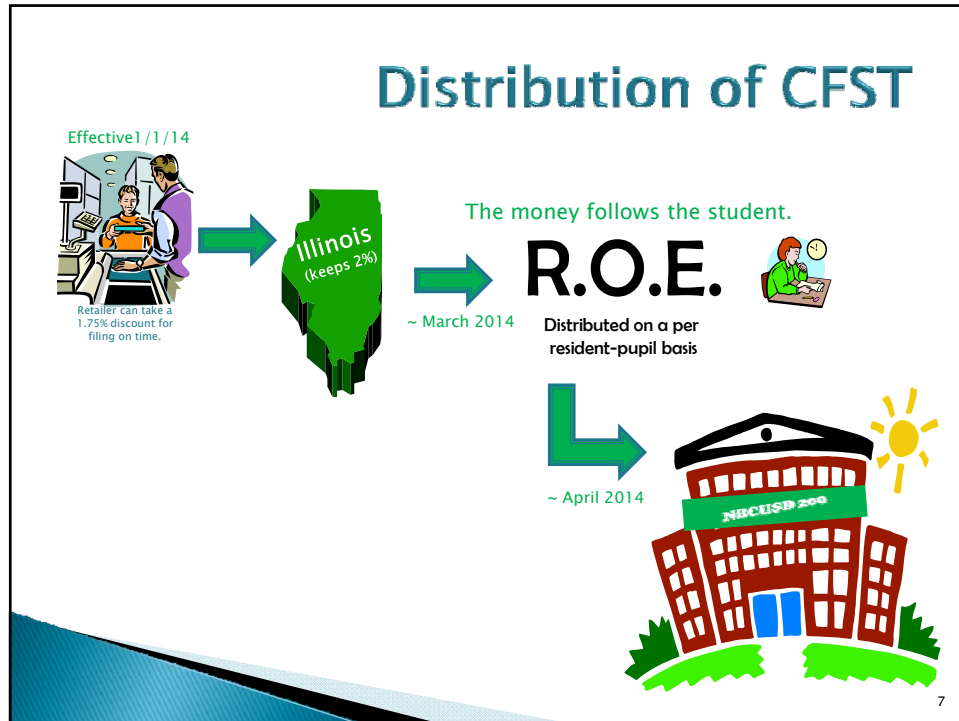 Distribution of CFST
Effective1/1/14
Retailer can take a
1.75% discount for
filing on time.
Illinois
(keeps 2%)
~ March 2014
The money follows the student.
R.O.E.
Distributed on a per
resident-pupil basis
~ April 2014
NBCUSD 200
7